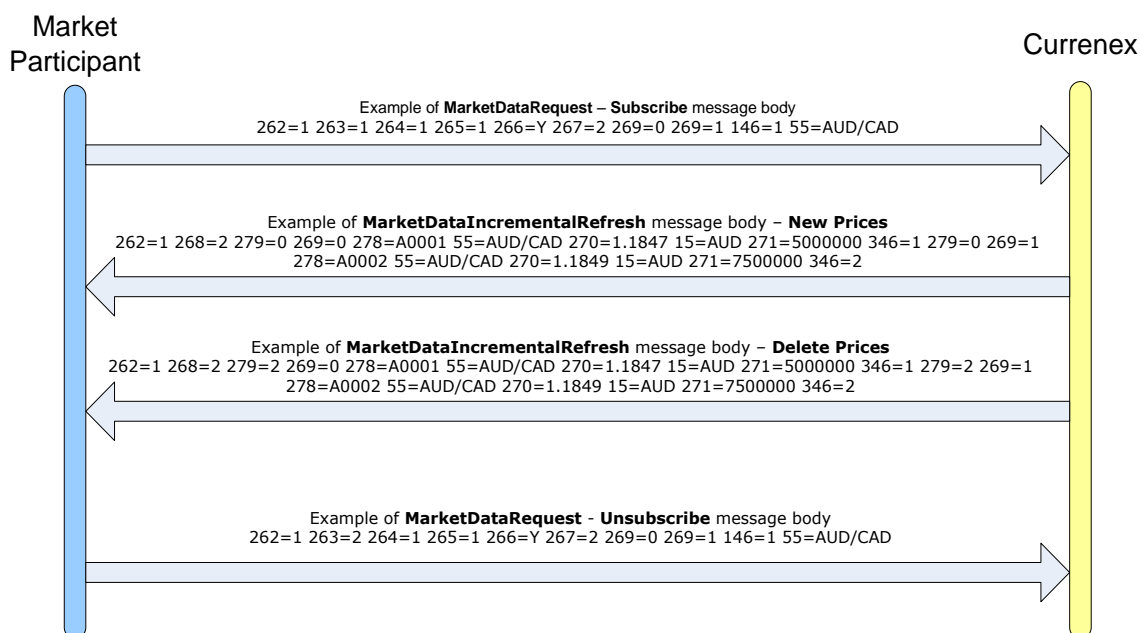 Market
Participant
Currenex
Example of MarketDataRequest – Subscribe message body
262=1 263=1 264=1 265=1 266=Y 267=2 269=0 269=1 146=1 55=AUD/CAD
Example of MarketDataIncrementalRefresh message body – New Prices
262=1 268=2 279=0 269=0 278=A0001 55=AUD/CAD 270=1.1847 15=AUD 271=5000000 346=1 279=0 269=1
278=A0002 55=AUD/CAD 270=1.1849 15=AUD 271=7500000 346=2
Example of MarketDataIncrementalRefresh message body – Delete Prices
262=1 268=2 279=2 269=0 278=A0001 55=AUD/CAD 270=1.1847 15=AUD 271=5000000 346=1 279=2 269=1
278=A0002 55=AUD/CAD 270=1.1849 15=AUD 271=7500000 346=2
Example of MarketDataRequest - Unsubscribe message body
262=1 263=2 264=1 265=1 266=Y 267=2 269=0 269=1 146=1 55=AUD/CAD